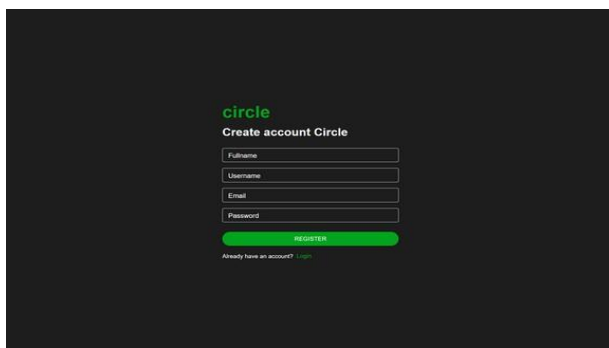 circle
Create account Circle
Fullname
Username
Email
Password
REGISTER
Already have an account? Login